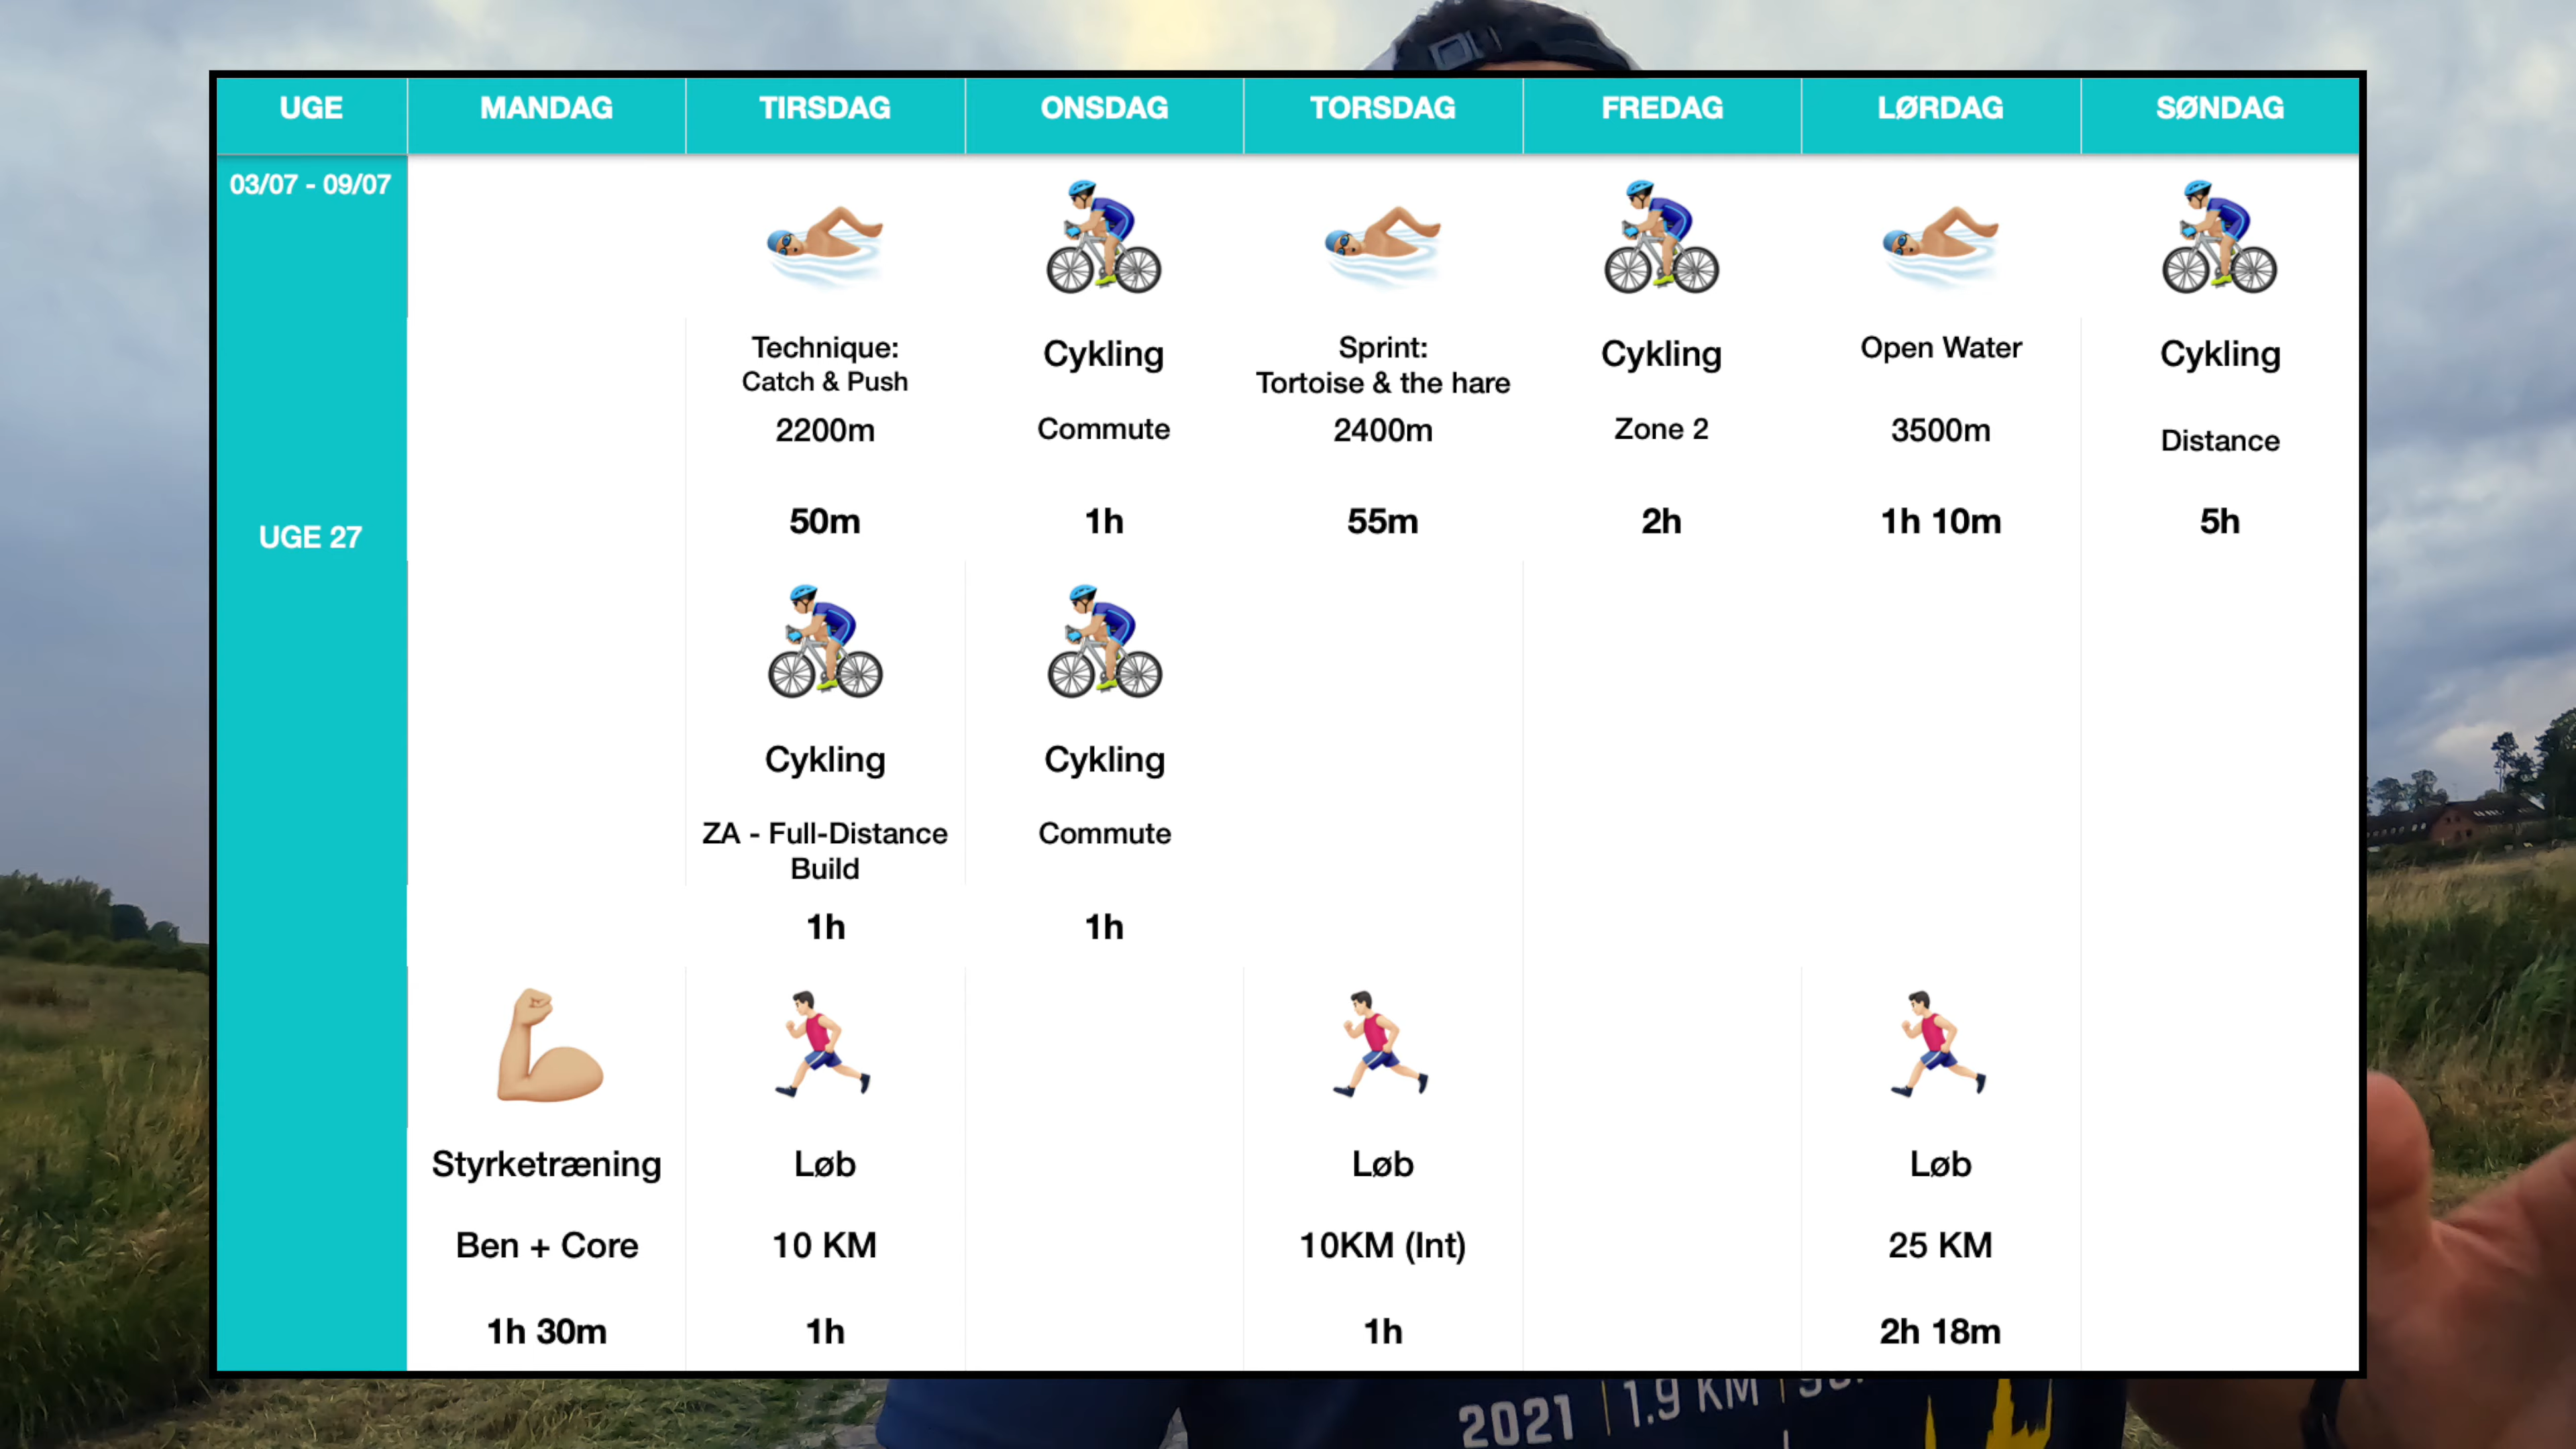 UGE MANDAG TIRSDAG ONSDAG TORSDAG FREDAG LØRDAG SØNDAG
03/07 - 09/07
UGE 27
Technique: Cykling Sprint: Cykling Open Water Cykling
Catch & Push Tortoise & the hare
2200m Commute 2400m Zone 2 3500m Distance
50m 1h 55m 2h 1h 10m 5h
Cykling Cykling
ZA - Full-Distance Commute
Build
1h 1h
Styrketræning Løb Løb Løb
Ben + Core 10 KM 10KM (Int) 25 KM
1h 30m 1h 1h 2h 18m
2021 | 1.9 KM |